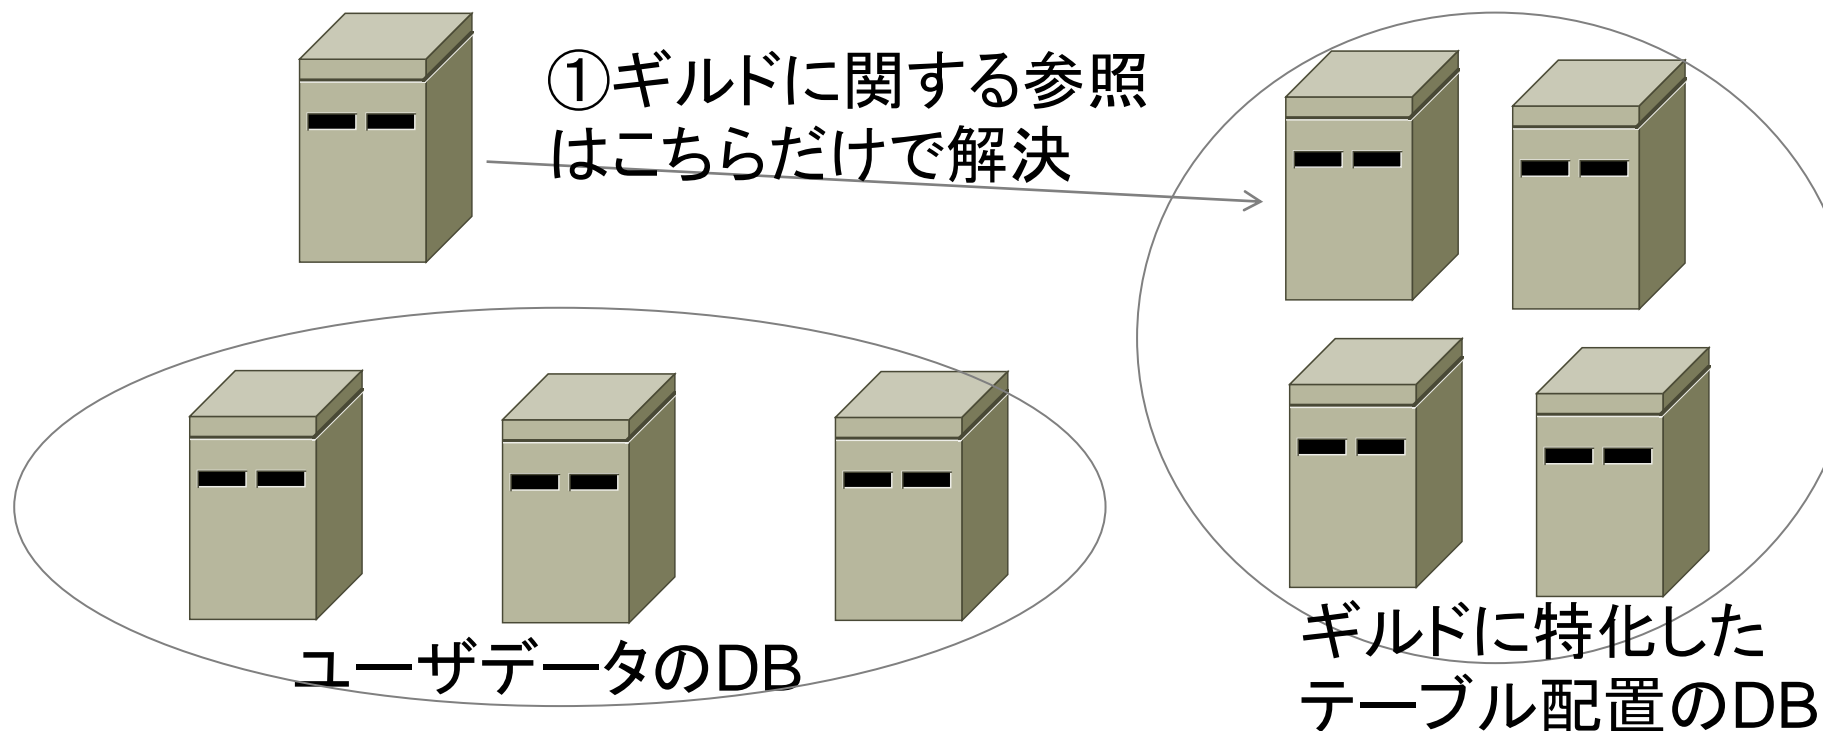 ①ギルドに関する参照
はこちらだけで解決
ユーザデータのDB
ギルドに特化した
テーブル配置のDB